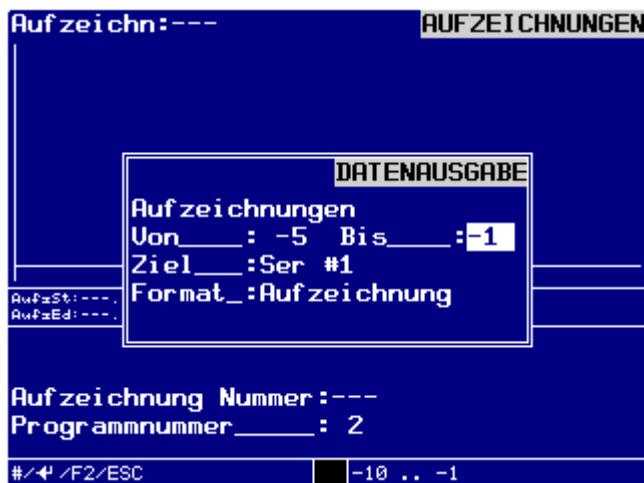 Aufzeichn:--- AUFZEICHNUNGEN
DATENAUSGABE
Aufzeichnungen
Von____: -5 Bis____:-1
Ziel___:Ser #1
Format_:Aufzeichnung
AufzSt:---.
AufzEd:---.
Aufzeichnung Nummer:---
Programmnummer______: 2
#/↵/F2/ESC -10 .. -1